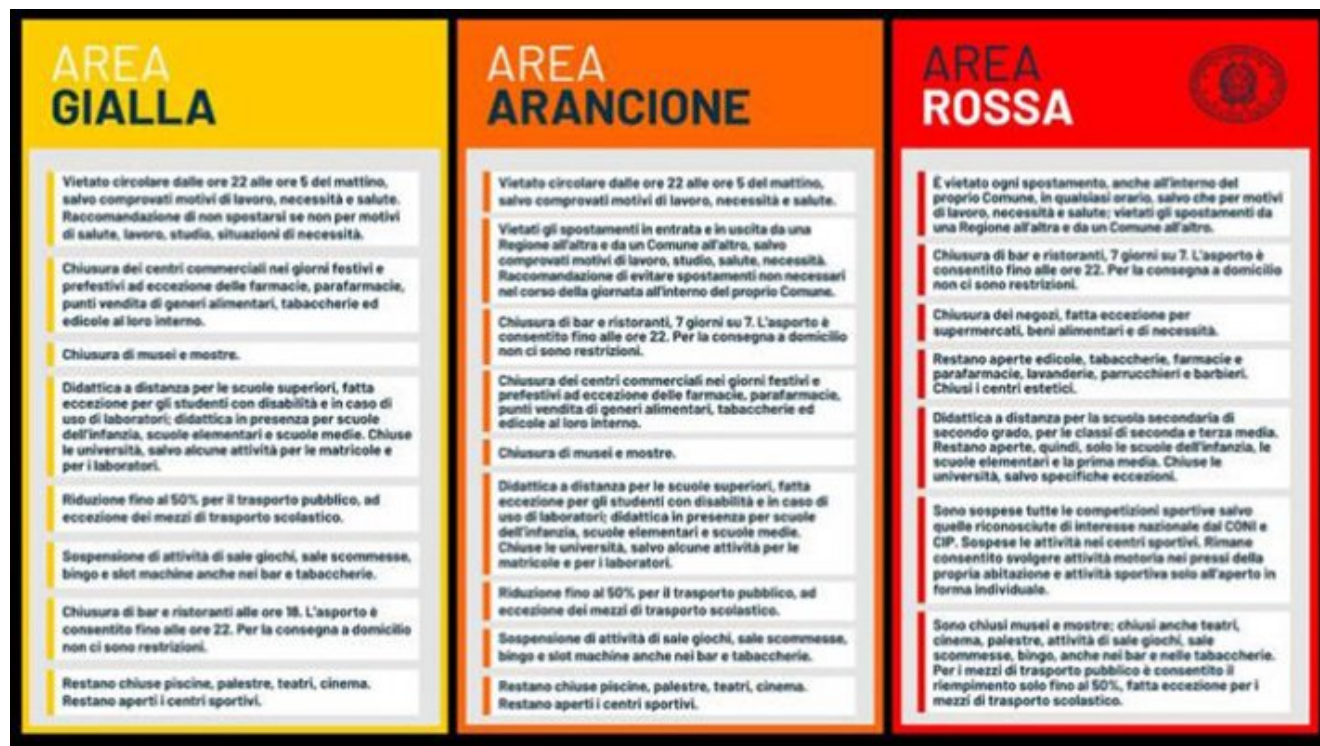 AREA
GIALLA
Vietato circolare dalle ore 22 alle ore 5 del mattino,
salvo comprovati motivi di lavoro, necessità e salute.
Raccomandazione di non spostarsi se non per motivi
di salute, lavoro, studio, situazioni di necessità.
Chiusura dei centri commerciali nei giorni festivi e
prefestivi ad eccezione delle farmacie, parafarmacie,
punti vendita di generi alimentari, tabaccherie ed
edicole al loro interno.
Chiusura di musei e mostre.
Didattica a distanza per le scuole superiori, fatta
eccezione per gli studenti con disabilità e in caso di
uso di laboratori; didattica in presenza per scuole
dell'infanzia, scuole elementari e scuole medie. Chiuse
le università, salvo alcune attività per le matricole e
per i laboratori.
Riduzione fino al 50% per il trasporto pubblico, ad
eccezione dei mezzi di trasporto scolastico.
Sospensione di attività di sale giochi, sale scommesse,
bingo e slot machine anche nei bar e tabaccherie.
Chiusura di bar e ristoranti alle ore 18. L'asporto è
consentito fino alle ore 22. Per la consegna a domicilio
non ci sono restrizioni.
Restano chiuse piscine, palestre, teatri, cinema.
Restano aperti i centri sportivi.
AREA
ARANCIONE
Vietato circolare dalle ore 22 alle ore 5 del mattino,
salvo comprovati motivi di lavoro, necessità e salute.
Vietati gli spostamenti in entrata e in uscita da una
Regione all'altra e da un Comune all'altro, salvo
comprovati motivi di lavoro, studio, salute, necessità.
Raccomandazione di evitare spostamenti non necessari
nel corso della giornata all'interno del proprio Comune.
Chiusura di bar e ristoranti, 7 giorni su 7. L'asporto è
consentito fino alle ore 22. Per la consegna a domicilio
non ci sono restrizioni.
Chiusura dei centri commerciali nei giorni festivi e
prefestivi ad eccezione delle farmacie, parafarmacie,
punti vendita di generi alimentari, tabaccherie ed
edicole al loro interno.
Chiusura di musei e mostre.
Didattica a distanza per le scuole superiori, fatta
eccezione per gli studenti con disabilità e in caso di
uso di laboratori; didattica in presenza per scuole
dell'infanzia, scuole elementari e scuole medie.
Chiuse le università, salvo alcune attività per le
matricole e per i laboratori.
Riduzione fino al 50% per il trasporto pubblico, ad
eccezione dei mezzi di trasporto scolastico.
Sospensione di attività di sale giochi, sale scommesse,
bingo e slot machine anche nei bar e tabaccherie.
Restano chiuse piscine, palestre, teatri, cinema.
Restano aperti i centri sportivi.
AREA
ROSSA
È vietato ogni spostamento, anche all'interno del
proprio Comune, in qualsiasi orario, salvo che per motivi
di lavoro, necessità e salute; vietati gli spostamenti da
una Regione all'altra e da un Comune all'altro.
Chiusura di bar e ristoranti, 7 giorni su 7. L'asporto è
consentito fino alle ore 22. Per la consegna a domicilio
non ci sono restrizioni.
Chiusura dei negozi, fatta eccezione per
supermercati, beni alimentari e di necessità.
Restano aperte edicole, tabaccherie, farmacie e
parafarmacie, lavanderie, parrucchieri e barbieri.
Chiusi i centri estetici.
Didattica a distanza per la scuola secondaria di
secondo grado, per le classi di seconda e terza media.
Restano aperte, quindi, solo le scuole dell'infanzia, le
scuole elementari e la prima media. Chiuse le
università, salvo specifiche eccezioni.
Sono sospese tutte le competizioni sportive salvo
quelle riconosciute di interesse nazionale dal CONI e
CIP. Sospese le attività nei centri sportivi. Rimane
consentito svolgere attività motoria nei pressi della
propria abitazione e attività sportiva solo all'aperto in
forma individuale.
Sono chiusi musei e mostre; chiusi anche teatri,
cinema, palestre, attività di sale giochi, sale
scommesse, bingo, anche nei bar e nelle tabaccherie.
Per i mezzi di trasporto pubblico è consentito il
riempimento solo fino al 50%, fatta eccezione per i
mezzi di trasporto scolastico.